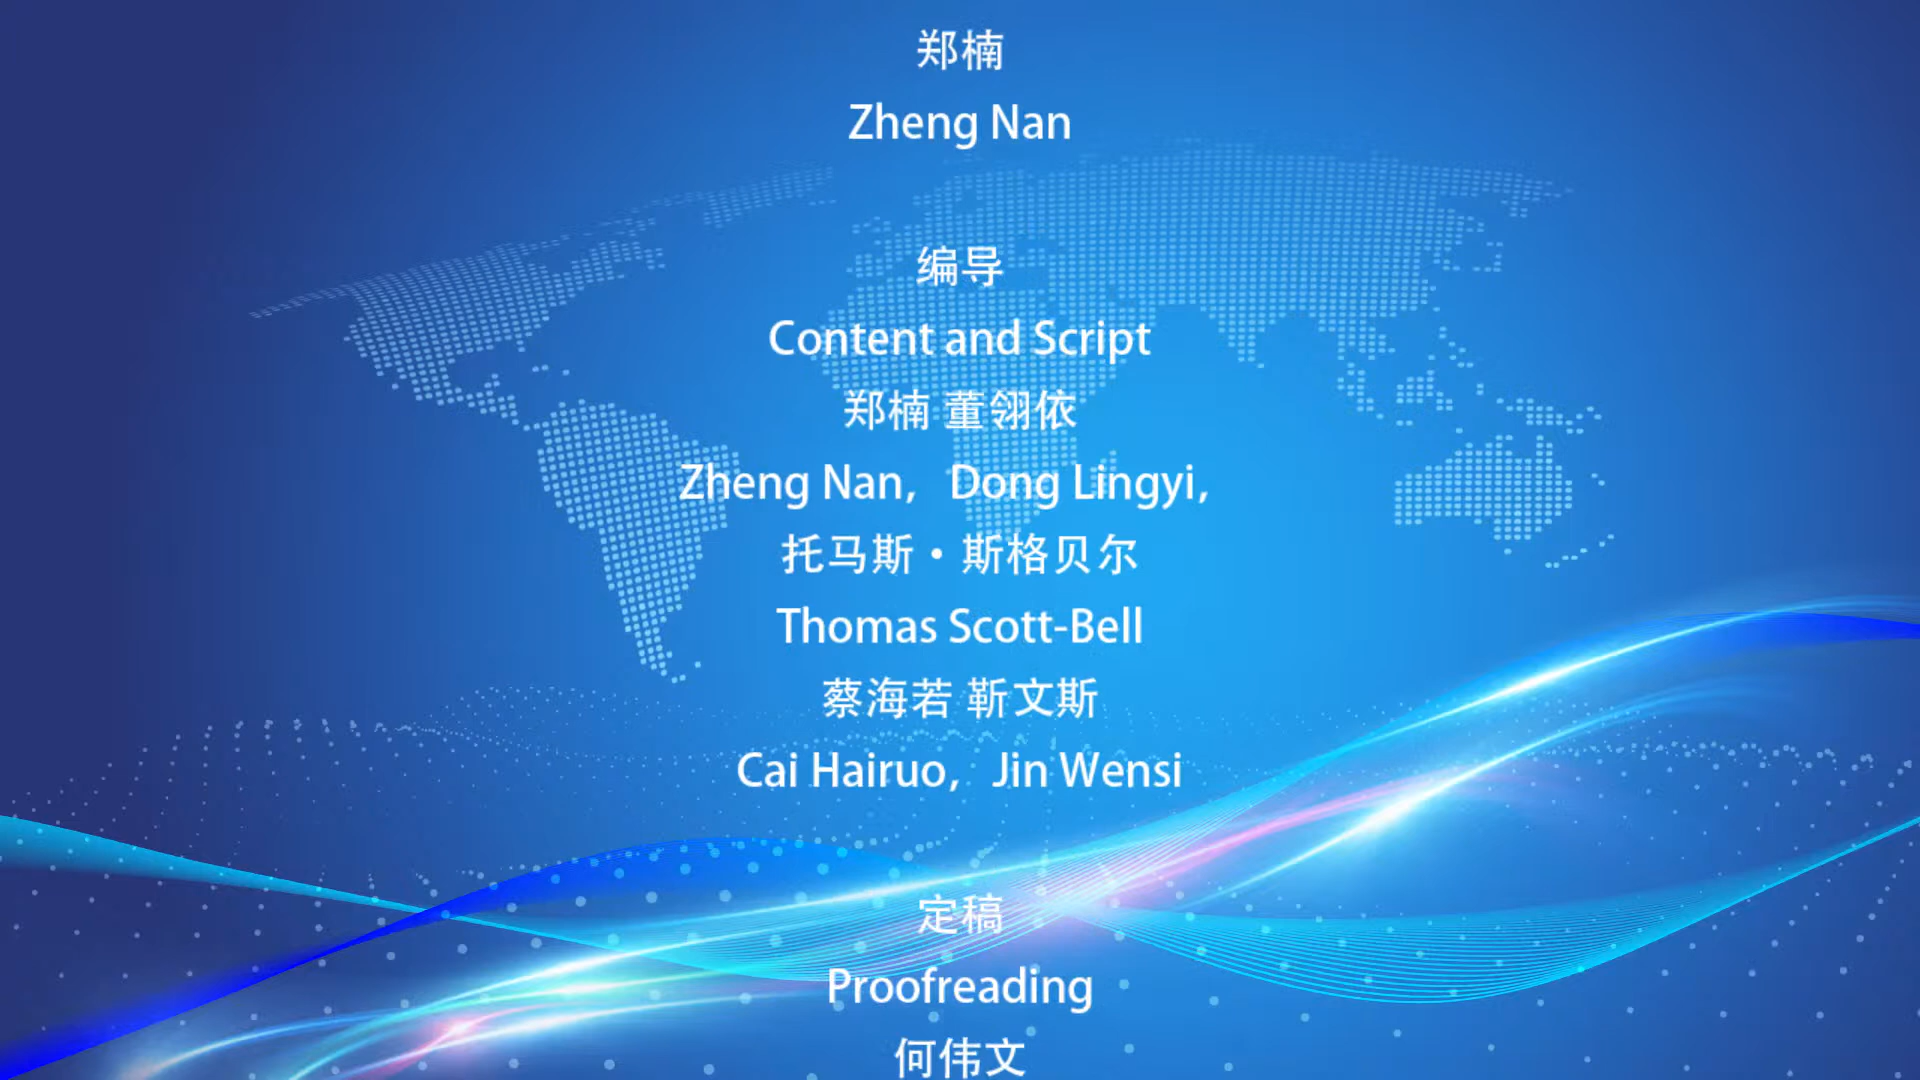 郑楠
Zheng Nan
编导
Content and Script
郑楠 董翎依
Zheng Nan,  Dong Lingyi,
托马斯·斯格贝尔
Thomas Scott-Bell
蔡海若 靳文斯
Cai Hairuo,  Jin Wensi
定稿
Proofreading
何伟文